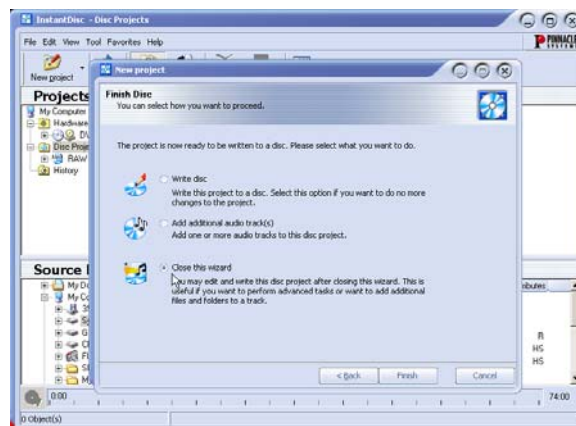 InstantDisc - Disc Projects
File Edit View Tool Favorites Help
PINNACLE
SYSTEMS
New project
New project
Projects
Finish Disc
You can select how you want to proceed.
My Computer
Hardware
Disc Proje
RAW
History
The project is now ready to be written to a disc. Please select what you want to do.
Write disc
Write this project to a disc. Select this option if you want to do no more
changes to the project.
Add additional audio track(s)
Add one or more audio tracks to this disc project.
Source
Close this wizard
You may edit and write this disc project after closing this wizard. This is
useful if you want to perform advanced tasks or want to add additional
files and folders to a track.
My Do
My Co
ributes
R
HS
HS
< Back
Finish
Cancel
0:00
74:00
0 Object(s)